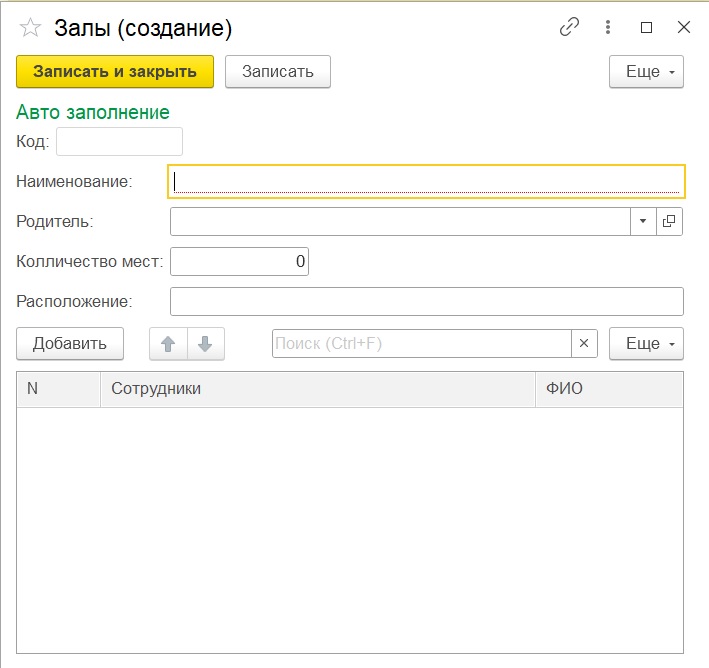 Залы (создание)
Записать и закрыть Записать Еще
Авто заполнение
Код:
Наименование:
Родитель:
Колличество мест: 0
Расположение:
Добавить Поиск (Ctrl+F) Еще
N Сотрудники ФИО